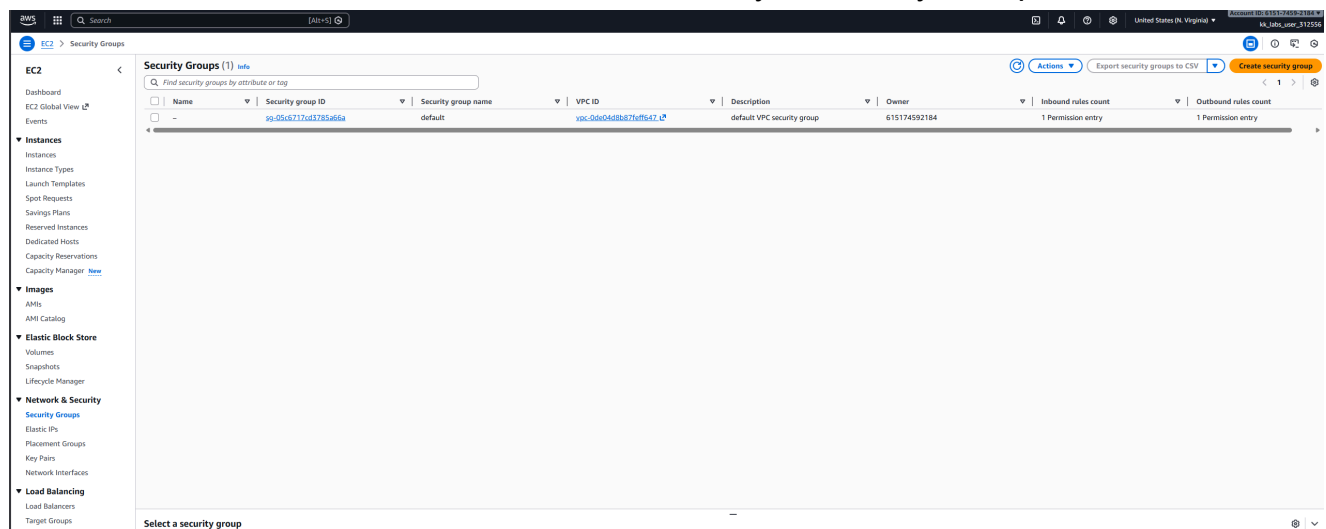 aws
Search
[Alt+S]
United States (N. Virginia)
Account ID: 6151-7459-2184
kk_labs_user_312556
EC2 > Security Groups
EC2
Dashboard
EC2 Global View
Events
Instances
Instances
Instance Types
Launch Templates
Spot Requests
Savings Plans
Reserved Instances
Dedicated Hosts
Capacity Reservations
Capacity Manager New
Images
AMIs
AMI Catalog
Elastic Block Store
Volumes
Snapshots
Lifecycle Manager
Network & Security
Security Groups
Elastic IPs
Placement Groups
Key Pairs
Network Interfaces
Load Balancing
Load Balancers
Target Groups
Security Groups (1) Info
Actions
Export security groups to CSV
Create security group
Find security groups by attribute or tag
1
Name Security group ID Security group name VPC ID Description Owner Inbound rules count Outbound rules count
– sg-05c6717cd3785a66a default vpc-0de04d8b87feff647 default VPC security group 615174592184 1 Permission entry 1 Permission entry
Select a security group